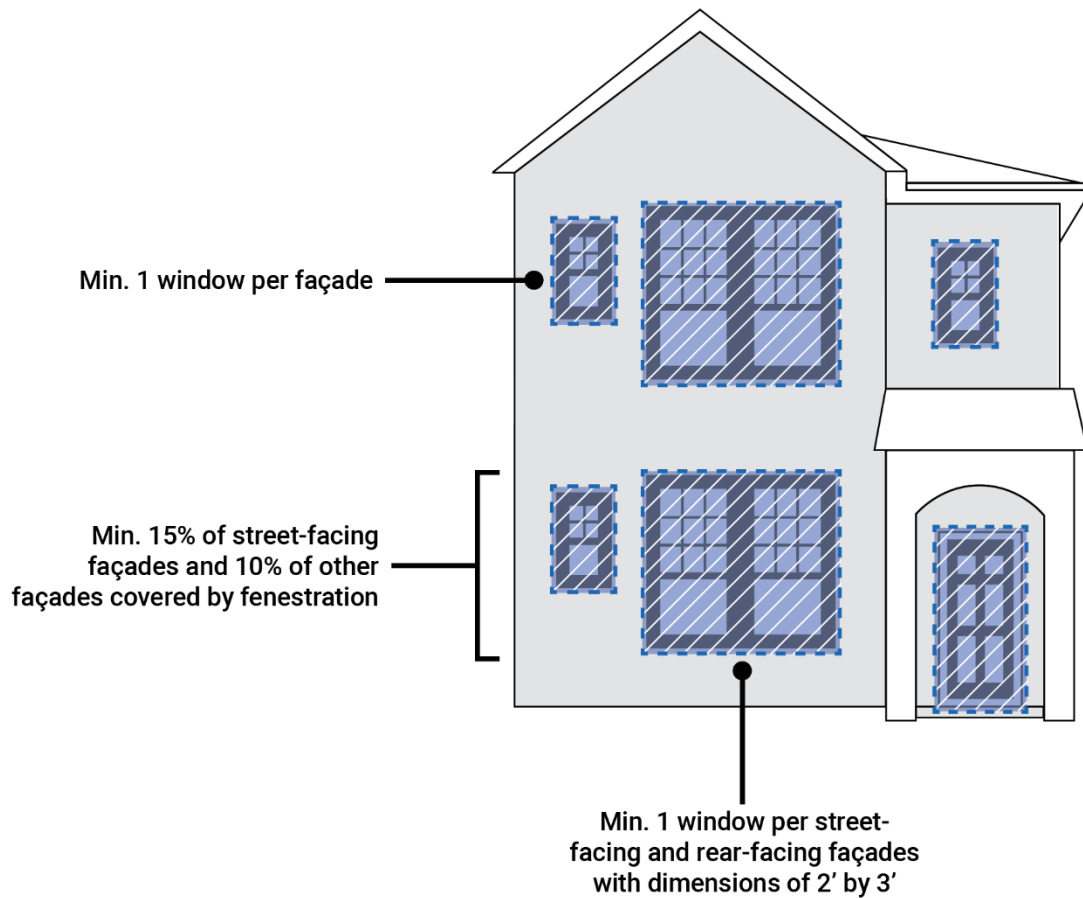 Min. 1 window per façade
Min. 15% of street-facing
façades and 10% of other
façades covered by fenestration
Min. 1 window per street-
facing and rear-facing façades
with dimensions of 2’ by 3’